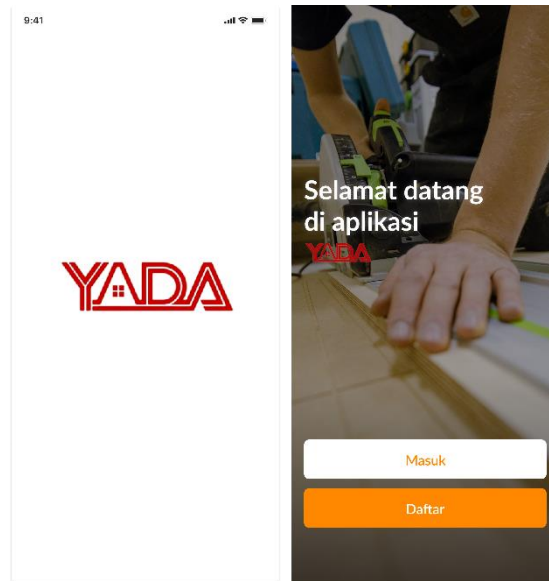 9:41
YADA
Selamat datang
di aplikasi
YADA
Masuk
Daftar